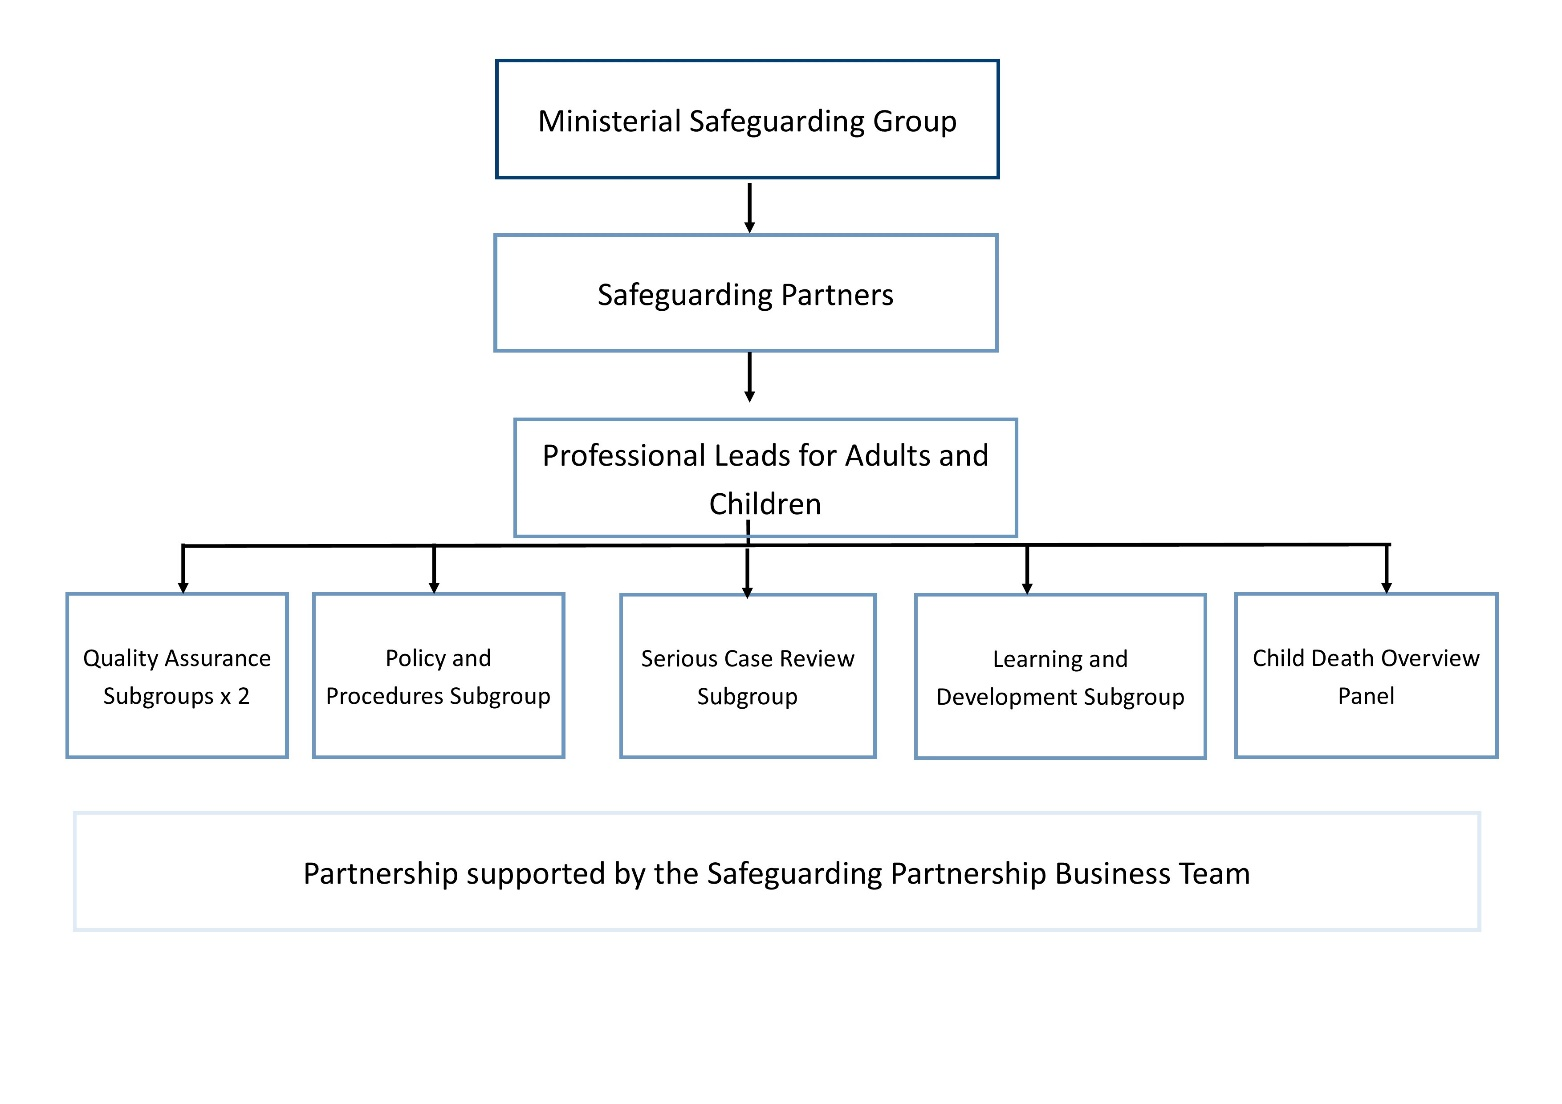 Ministerial Safeguarding Group
Safeguarding Partners
Professional Leads for Adults and
Children
Quality Assurance
Subgroups x 2
Policy and
Procedures Subgroup
Serious Case Review
Subgroup
Learning and
Development Subgroup
Child Death Overview
Panel
Partnership supported by the Safeguarding Partnership Business Team